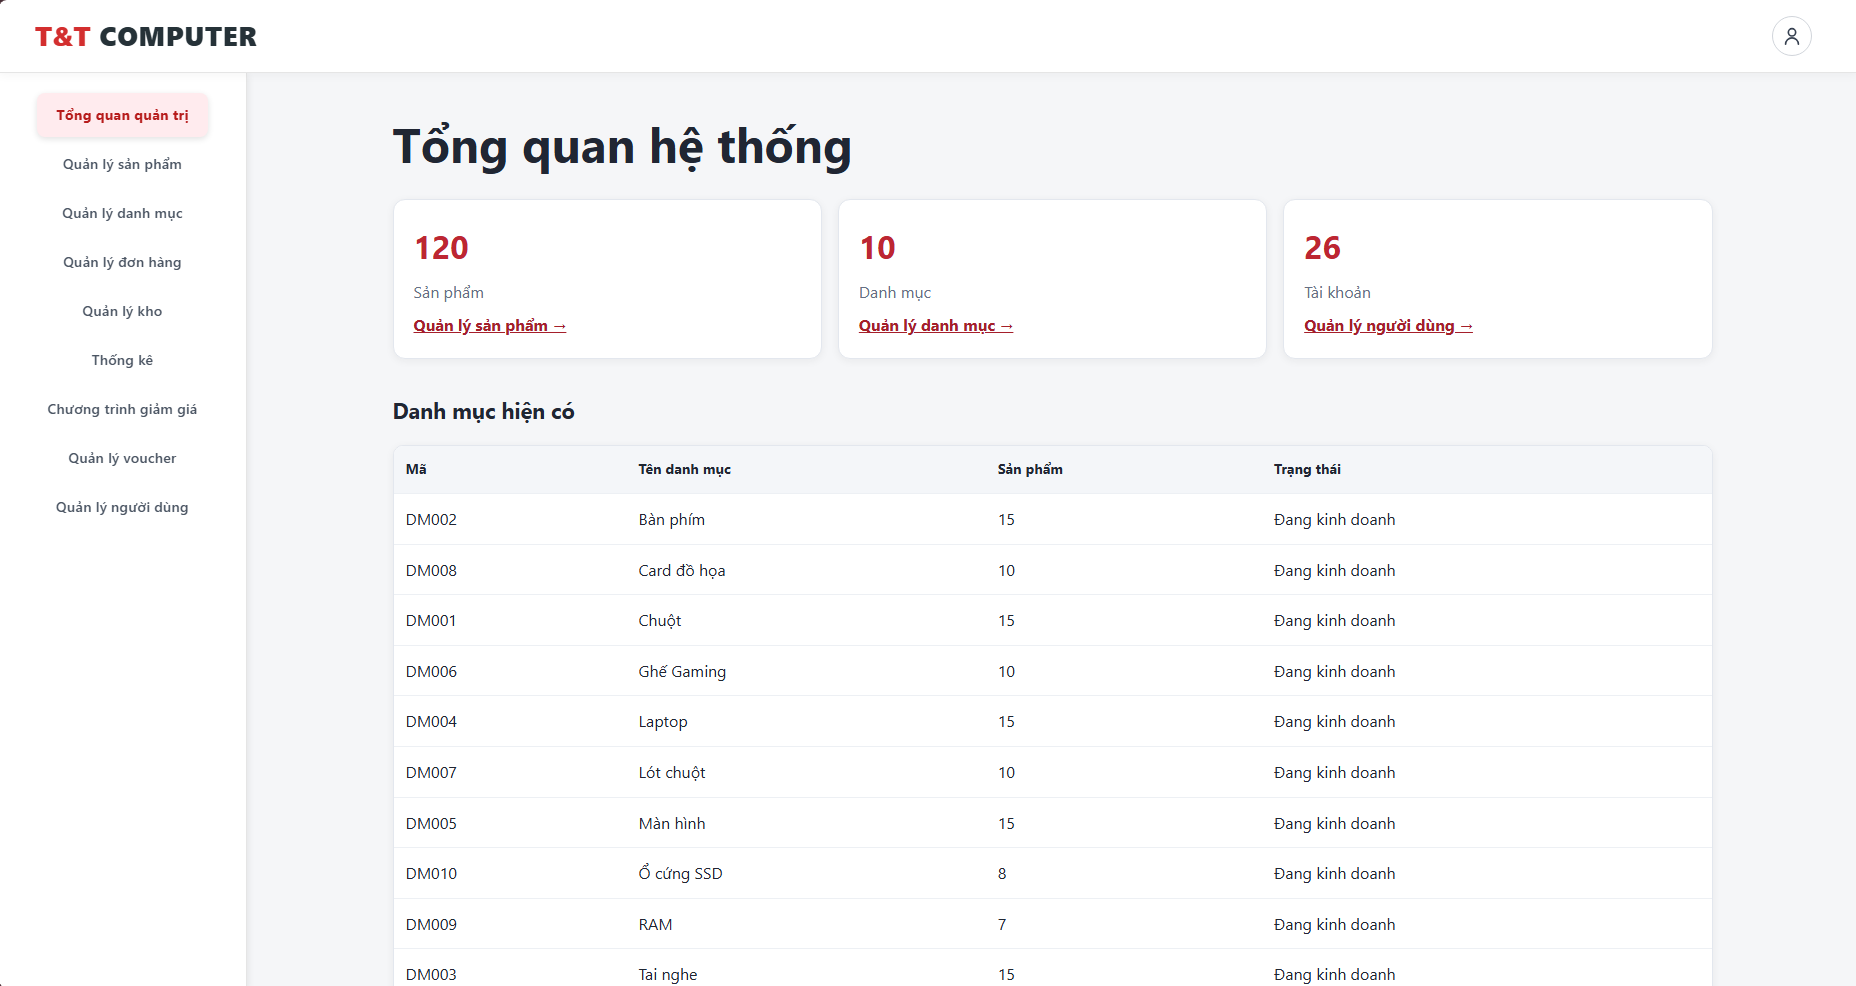 T&T COMPUTER
Tổng quan quản trị
Quản lý sản phẩm
Quản lý danh mục
Quản lý đơn hàng
Quản lý kho
Thống kê
Chương trình giảm giá
Quản lý voucher
Quản lý người dùng
Tổng quan hệ thống
120
Sản phẩm
Quản lý sản phẩm →
10
Danh mục
Quản lý danh mục →
26
Tài khoản
Quản lý người dùng →
Danh mục hiện có
Mã Tên danh mục Sản phẩm Trạng thái
DM002 Bàn phím 15 Đang kinh doanh
DM008 Card đồ họa 10 Đang kinh doanh
DM001 Chuột 15 Đang kinh doanh
DM006 Ghế Gaming 10 Đang kinh doanh
DM004 Laptop 15 Đang kinh doanh
DM007 Lót chuột 10 Đang kinh doanh
DM005 Màn hình 15 Đang kinh doanh
DM010 Ổ cứng SSD 8 Đang kinh doanh
DM009 RAM 7 Đang kinh doanh
DM003 Tai nghe 15 Đang kinh doanh